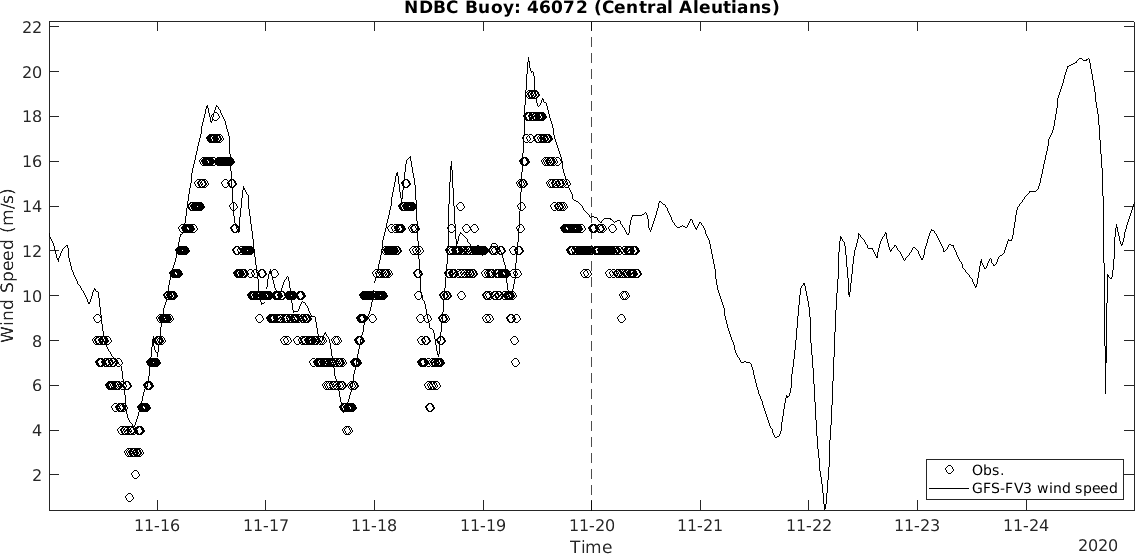 NDBC Buoy: 46072 (Central Aleutians)
22
20
18
16
14
12
10
8
6
4
2
Wind Speed (m/s)
Obs.
GFS-FV3 wind speed
11-16 11-17 11-18 11-19 11-20 11-21 11-22 11-23 11-24
Time
2020